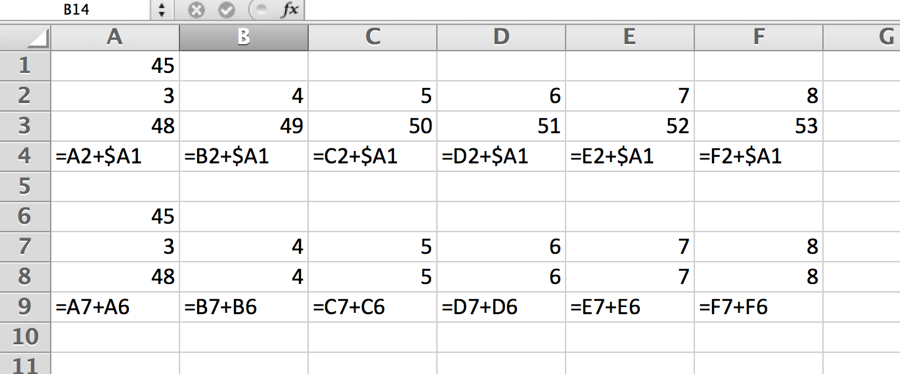 B14 fx
A B C D E F G
1 45
2 3 4 5 6 7 8
3 48 49 50 51 52 53
4 =A2+$A1 =B2+$A1 =C2+$A1 =D2+$A1 =E2+$A1 =F2+$A1
5
6 45
7 3 4 5 6 7 8
8 48 4 5 6 7 8
9 =A7+A6 =B7+B6 =C7+C6 =D7+D6 =E7+E6 =F7+F6
10
11